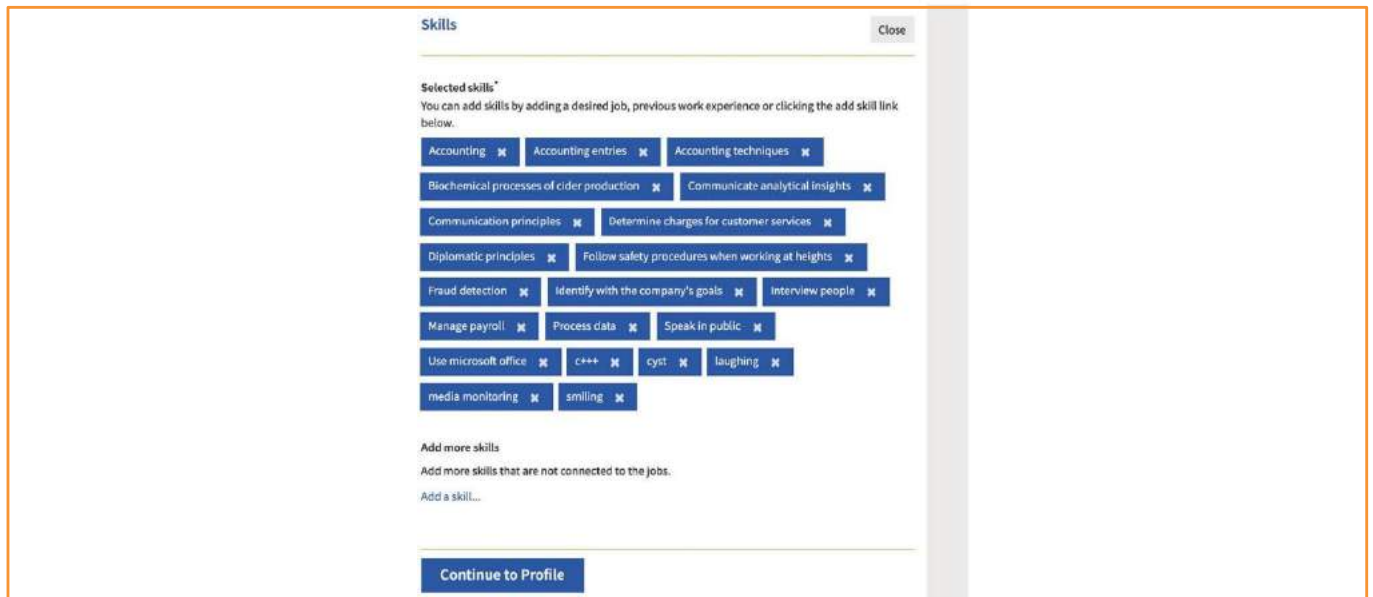 Skills
Close
Selected skills*
You can add skills by adding a desired job, previous work experience or clicking the add skill link
below.
Accounting ✖ Accounting entries ✖ Accounting techniques ✖
Biochemical processes of cider production ✖ Communicate analytical insights ✖
Communication principles ✖ Determine charges for customer services ✖
Diplomatic principles ✖ Follow safety procedures when working at heights ✖
Fraud detection ✖ Identify with the company's goals ✖ Interview people ✖
Manage payroll ✖ Process data ✖ Speak in public ✖
Use microsoft office ✖ c+++ ✖ cyst ✖ laughing ✖
media monitoring ✖ smiling ✖
Add more skills
Add more skills that are not connected to the jobs.
Add a skill...
Continue to Profile